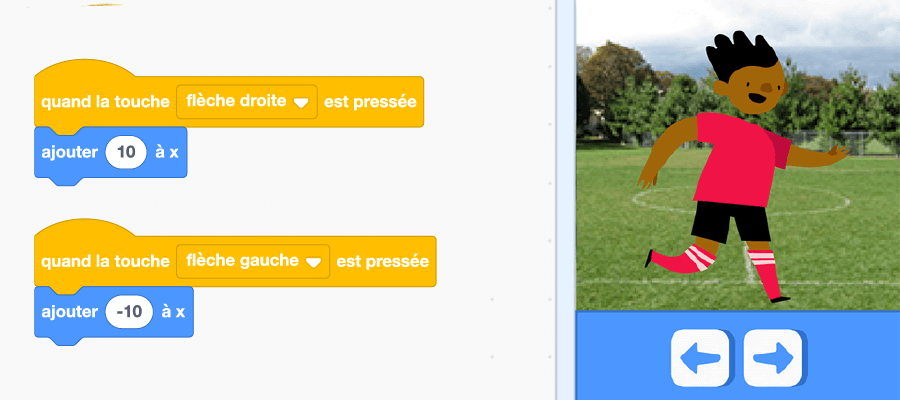 quand la touche flèche droite est pressée
ajouter 10 à x
quand la touche flèche gauche est pressée
ajouter -10 à x